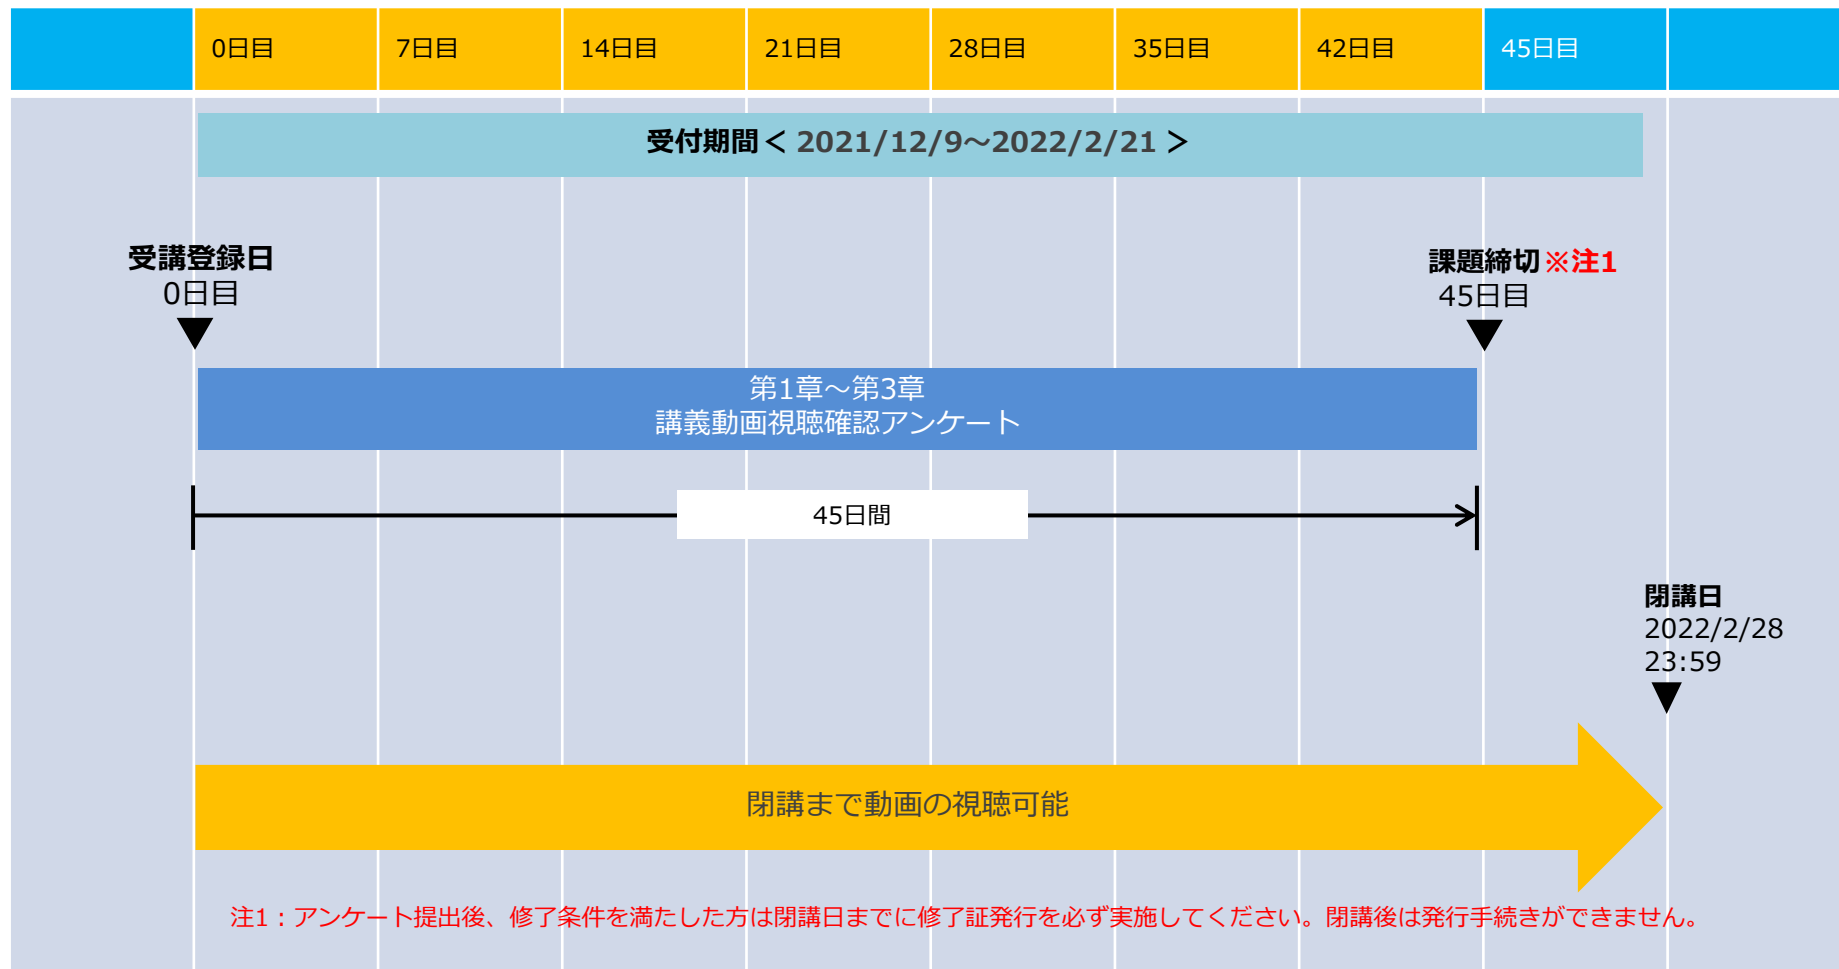 0日目 7日目 14日目 21日目 28日目 35日目 42日目 45日目
受付期間＜ 2021/12/9～2022/2/21 ＞
受講登録日
0日目
課題締切※注1
45日目
第1章～第3章
講義動画視聴確認アンケート
45日間
閉講日
2022/2/28
23:59
閉講まで動画の視聴可能
注1：アンケート提出後、修了条件を満たした方は閉講日までに修了証発行を必ず実施してください。閉講後は発行手続きができません。